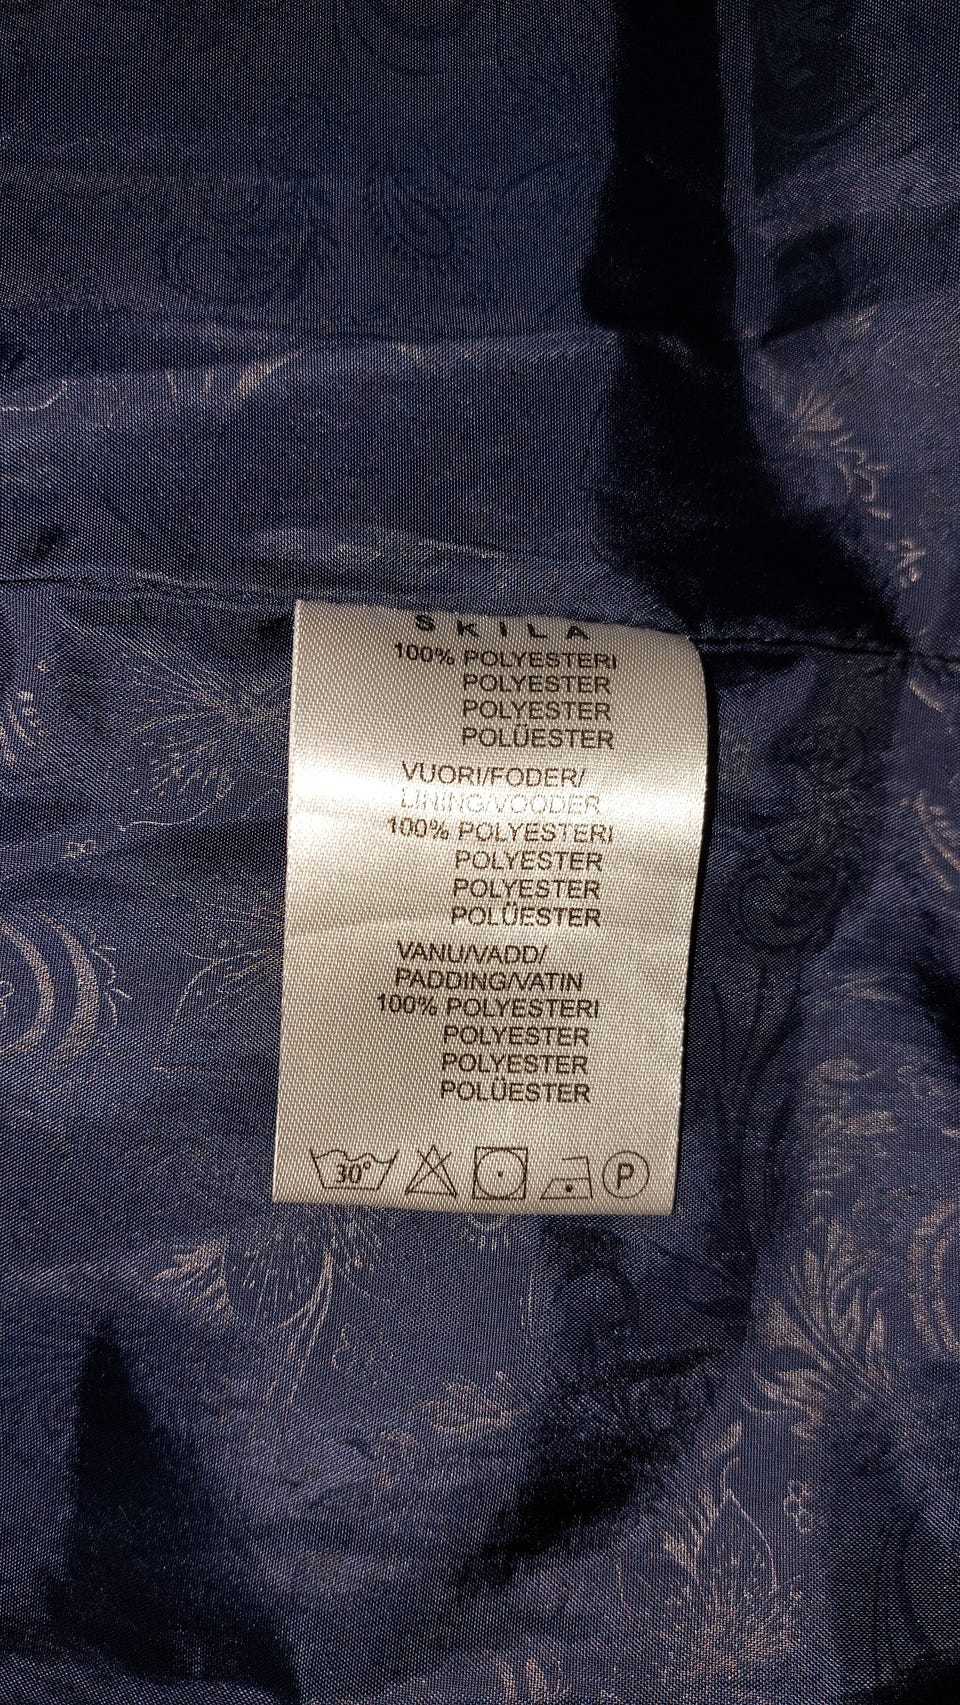 SKILA
100% POLYESTERI
POLYESTER
POLYESTER
POLÜESTER
VUORI/FODER/
LINING/VOODER
100% POLYESTERI
POLYESTER
POLYESTER
POLÜESTER
VANU/VADD/
PADDING/VATIN
100% POLYESTERI
POLYESTER
POLYESTER
POLÜESTER
30° P